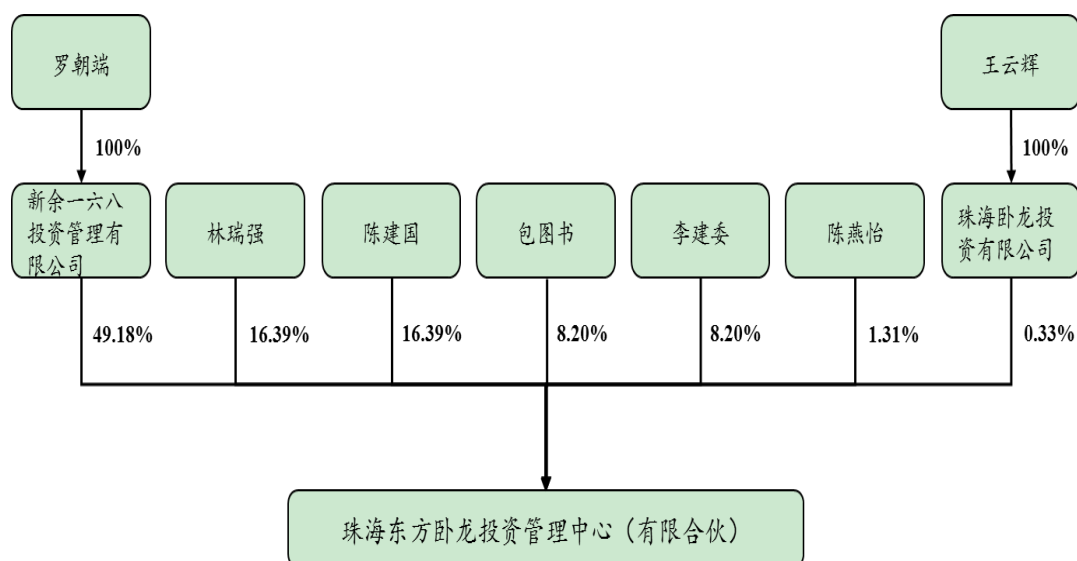 罗朝端
王云辉
100%
100%
新余一六八
投资管理有
限公司
林瑞强
陈建国
包图书
李建委
陈燕怡
珠海卧龙投
资有限公司
49.18%
16.39%
16.39%
8.20%
8.20%
1.31%
0.33%
珠海东方卧龙投资管理中心（有限合伙）